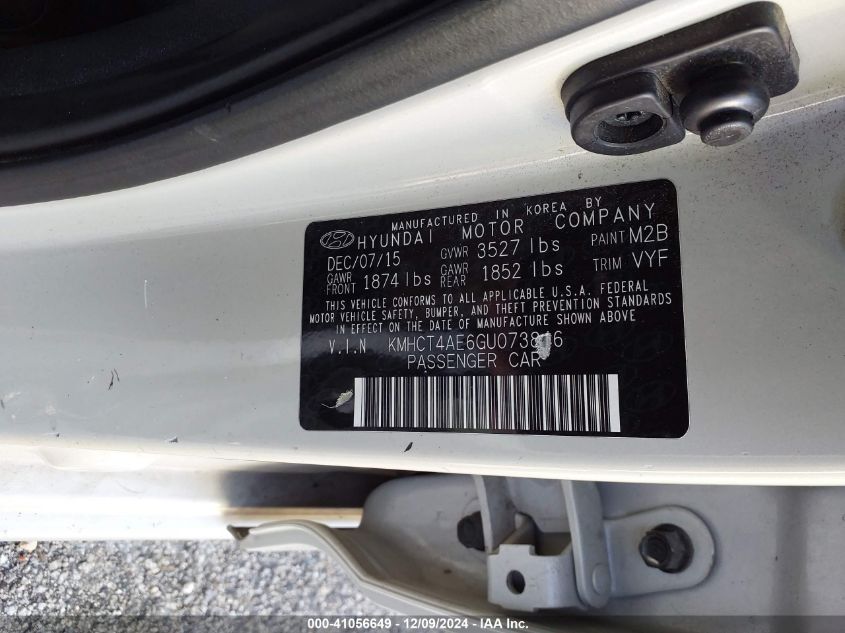 MANUFACTURED IN KOREA BY
HYUNDAI MOTOR COMPANY
DEC/07/15 GVWR 3527 lbs PAINT M2B
GAWR FRONT 1874 lbs GAWR REAR 1852 lbs TRIM VYF
THIS VEHICLE CONFORMS TO ALL APPLICABLE U.S.A. FEDERAL
MOTOR VEHICLE SAFETY, BUMPER, AND THEFT PREVENTION STANDARDS
IN EFFECT ON THE DATE OF MANUFACTURE SHOWN ABOVE
V.I.N
PASSENGER CAR
000-41056649 - 12/09/2024 - IAA Inc.